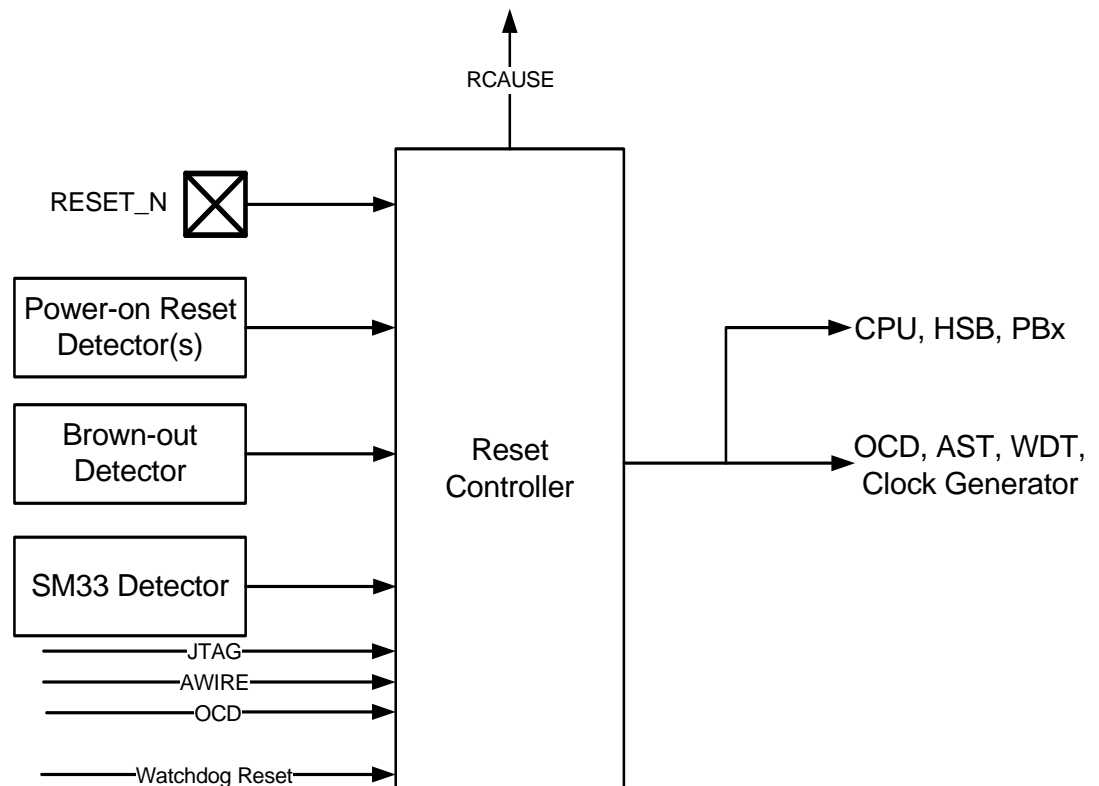 RCAUSE
RESET_N
Power-on Reset
Detector(s)
Brown-out
Detector
SM33 Detector
JTAG
AWIRE
OCD
Watchdog Reset
Reset
Controller
CPU, HSB, PBx
OCD, AST, WDT,
Clock Generator